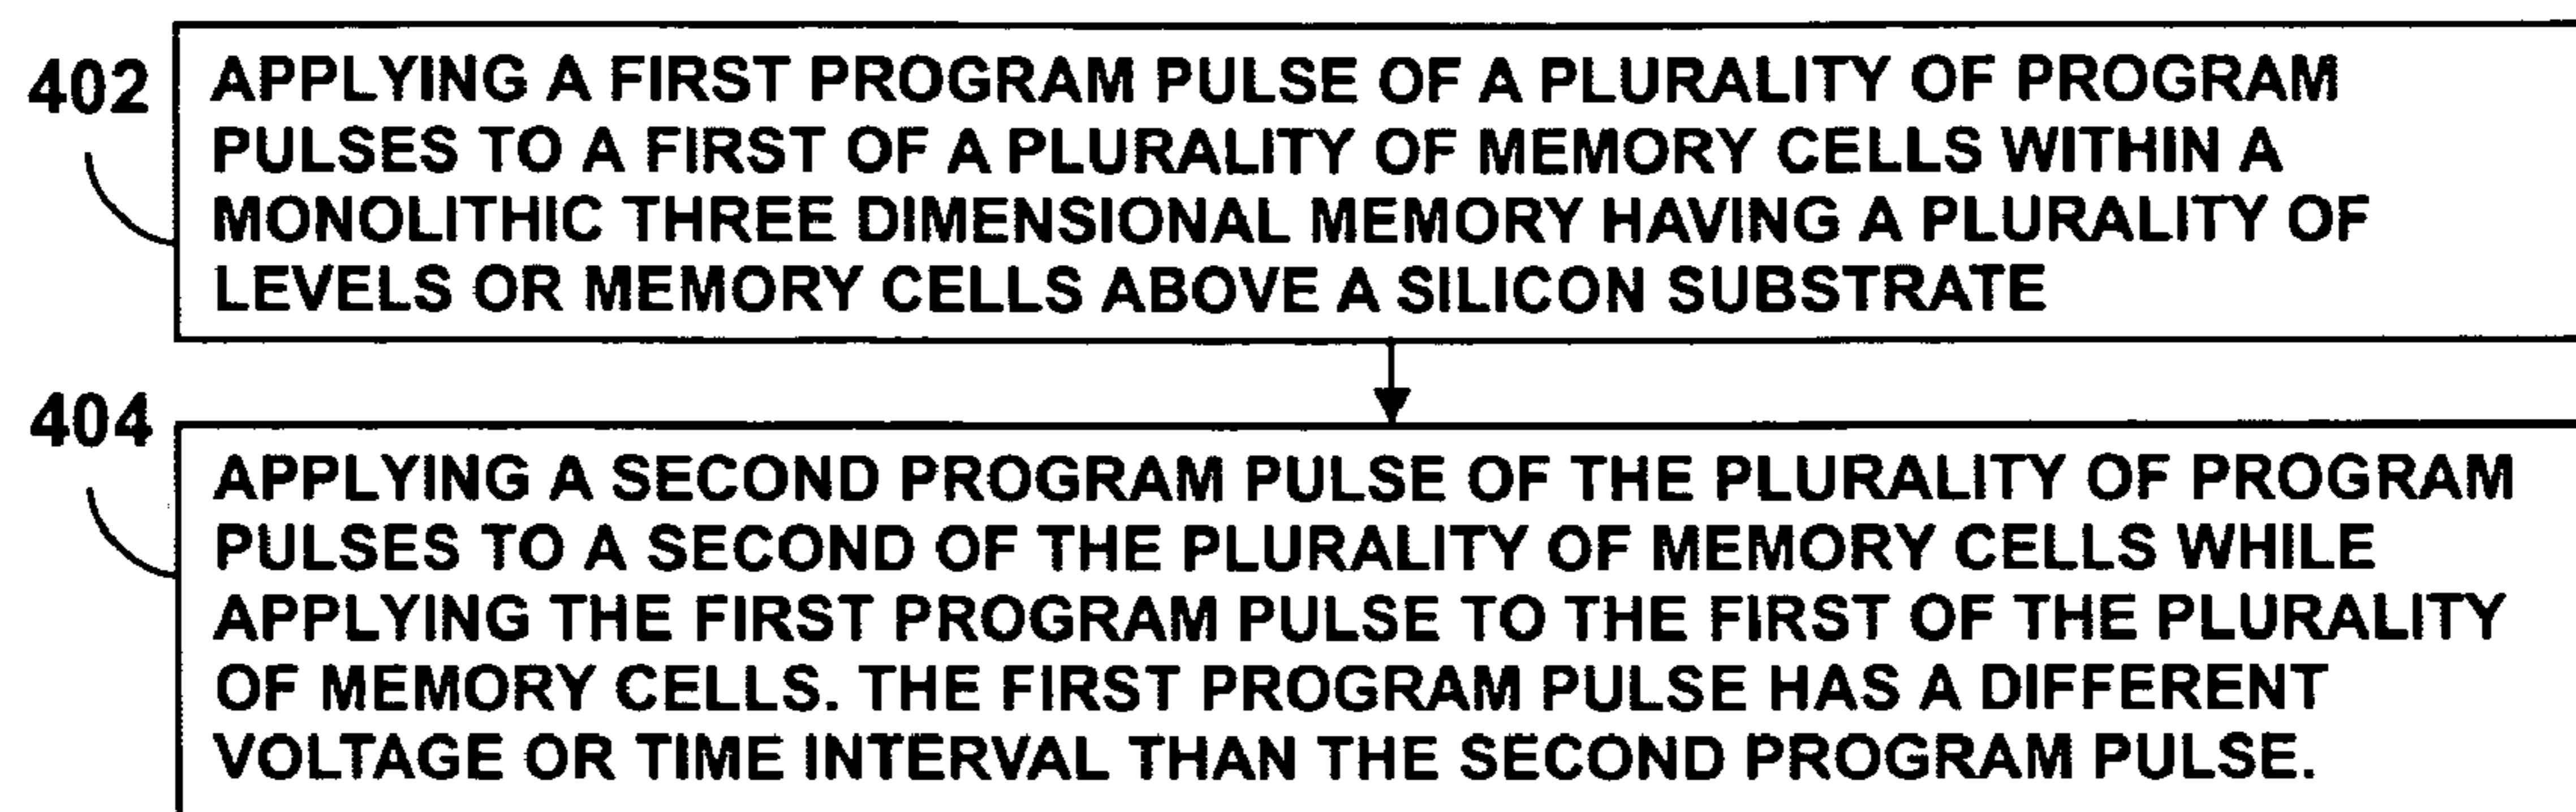 402
APPLYING A FIRST PROGRAM PULSE OF A PLURALITY OF PROGRAM
PULSES TO A FIRST OF A PLURALITY OF MEMORY CELLS WITHIN A
MONOLITHIC THREE DIMENSIONAL MEMORY HAVING A PLURALITY OF
LEVELS OR MEMORY CELLS ABOVE A SILICON SUBSTRATE
404
APPLYING A SECOND PROGRAM PULSE OF THE PLURALITY OF PROGRAM
PULSES TO A SECOND OF THE PLURALITY OF MEMORY CELLS WHILE
APPLYING THE FIRST PROGRAM PULSE TO THE FIRST OF THE PLURALITY
OF MEMORY CELLS. THE FIRST PROGRAM PULSE HAS A DIFFERENT
VOLTAGE OR TIME INTERVAL THAN THE SECOND PROGRAM PULSE.